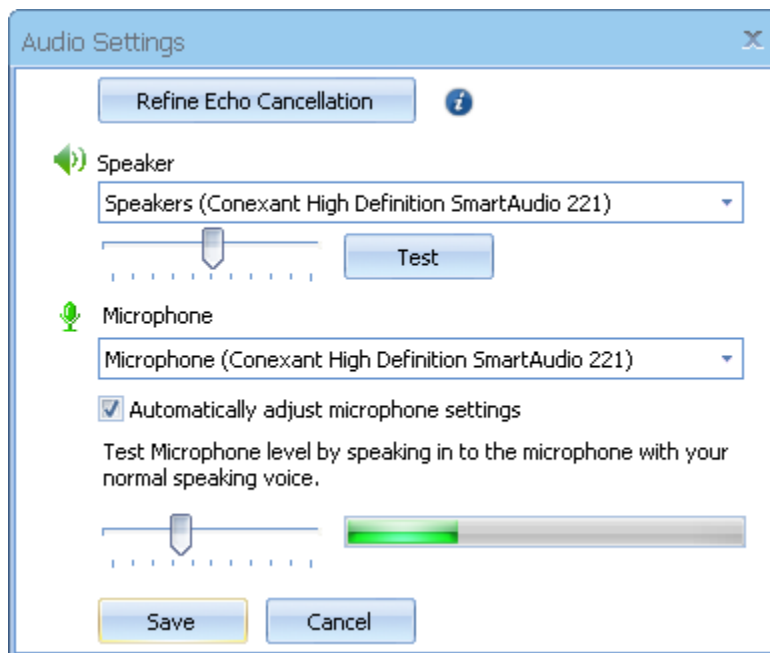 Audio Settings
Refine Echo Cancellation
Speaker
Speakers (Conexant High Definition SmartAudio 221)
Test
Microphone
Microphone (Conexant High Definition SmartAudio 221)
Automatically adjust microphone settings
Test Microphone level by speaking in to the microphone with your
normal speaking voice.
Save Cancel